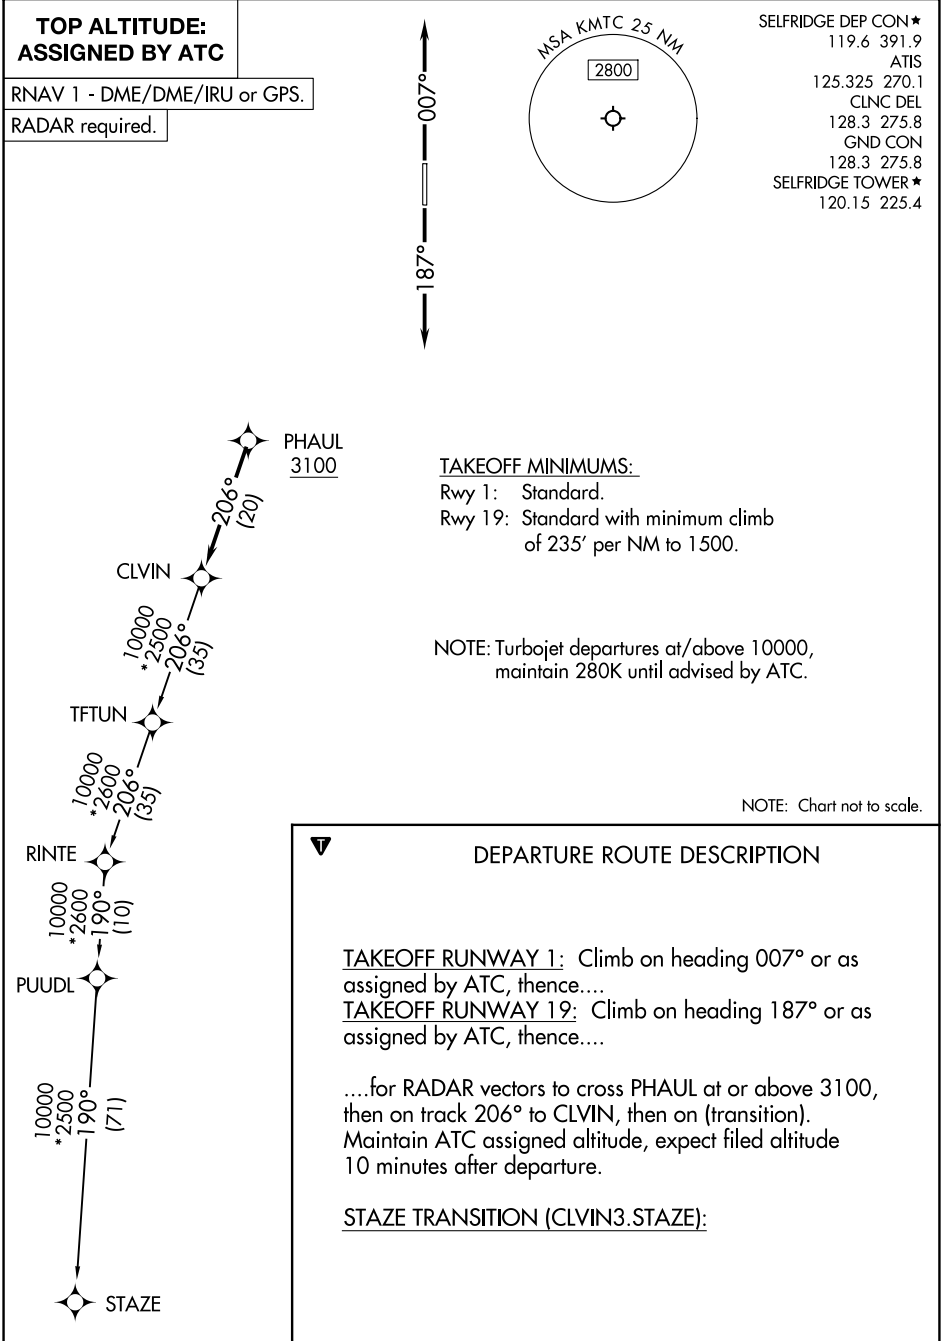 TOP ALTITUDE:
ASSIGNED BY ATC
RNAV 1 - DME/DME/IRU or GPS.
RADAR required.
007°
187°
MSA KMTC 25 NM
2800
SELFRIDGE DEP CON★
119.6 391.9
ATIS
125.325 270.1
CLNC DEL
128.3 275.8
GND CON
128.3 275.8
SELFRIDGE TOWER★
120.15 225.4
PHAUL
3100
206°
(20)
CLVIN
10000
*2500
206°
(35)
TFTUN
10000
*2600
206°
(35)
RINTE
10000
*2600
190°
(10)
PUUDL
10000
*2500
190°
(71)
STAZE
TAKEOFF MINIMUMS:
Rwy 1: Standard.
Rwy 19: Standard with minimum climb
of 235' per NM to 1500.
NOTE: Turbojet departures at/above 10000,
maintain 280K until advised by ATC.
NOTE: Chart not to scale.
T
DEPARTURE ROUTE DESCRIPTION
TAKEOFF RUNWAY 1: Climb on heading 007° or as
assigned by ATC, thence....
TAKEOFF RUNWAY 19: Climb on heading 187° or as
assigned by ATC, thence....
....for RADAR vectors to cross PHAUL at or above 3100,
then on track 206° to CLVIN, then on (transition).
Maintain ATC assigned altitude, expect filed altitude
10 minutes after departure.
STAZE TRANSITION (CLVIN3.STAZE):